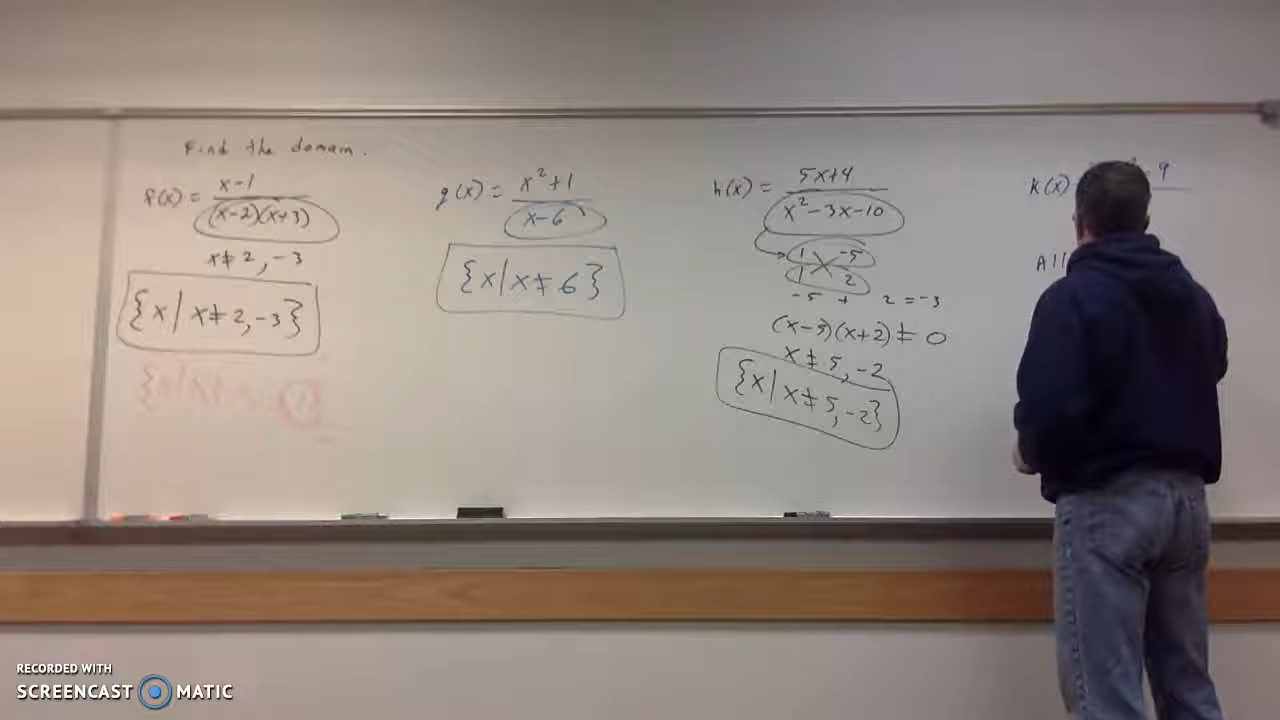 Find the domain.
f(x) = x-1
(x-2)(x+3)
x≠2, -3
{x | x≠2, -3}
g(x) = x²+1
x-6
{x | x≠6}
h(x) = 5x+4
x²-3x-10
1 -5
1 2
-5 + 2 = -3
(x-5)(x+2) ≠ 0
x≠5, -2
{x | x≠5, -2}
k(x)
- 9
All
RECORDED WITH
SCREENCAST MATIC